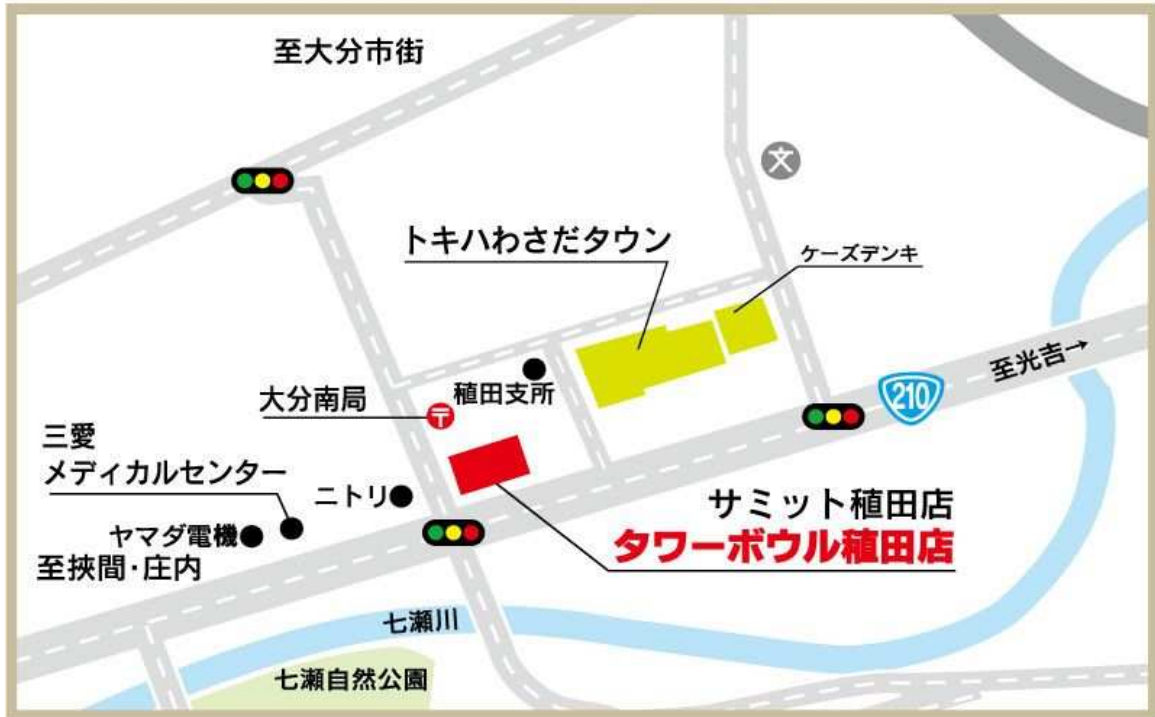 至大分市街
文
トキハわさだタウン
ケーズデンキ
210
至光吉→
稙田支所
大分南局
〒
三愛
メディカルセンター
ニトリ
ヤマダ電機
至挾間・庄内
サミット稙田店
タワーボウル稙田店
七瀬川
七瀬自然公園